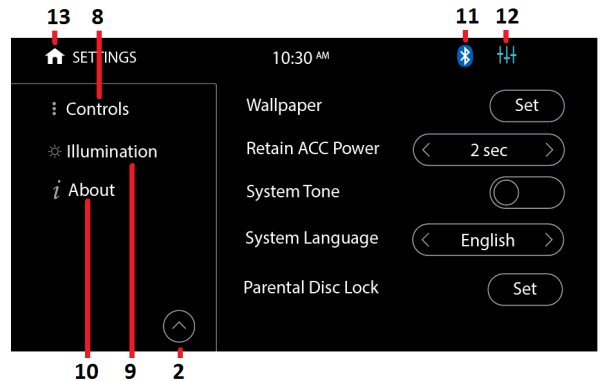 13 8 11 12
SETTINGS 10:30 AM
Controls
Illumination
i About
Wallpaper Set
Retain ACC Power < 2 sec >
System Tone
System Language < English >
Parental Disc Lock Set
10 9 2